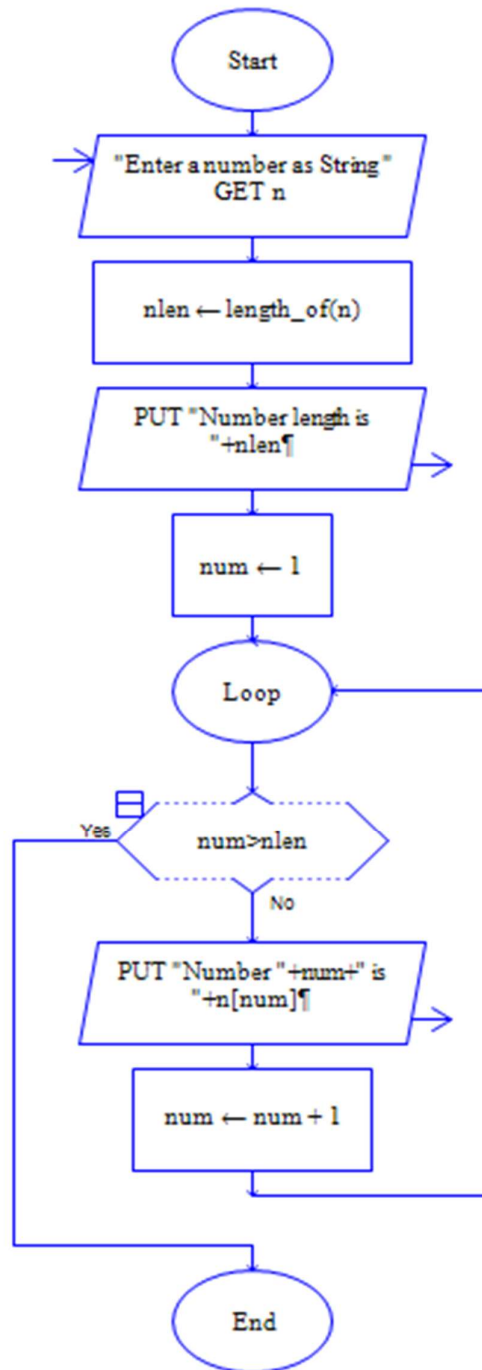 Start
"Enter a number as String"
GET n
nlen ← length_of(n)
PUT "Number length is
"+nlen¶
num ← 1
Loop
Yes
num>nlen
No
PUT "Number "+num+" is
"+n[num]¶
num ← num + 1
End